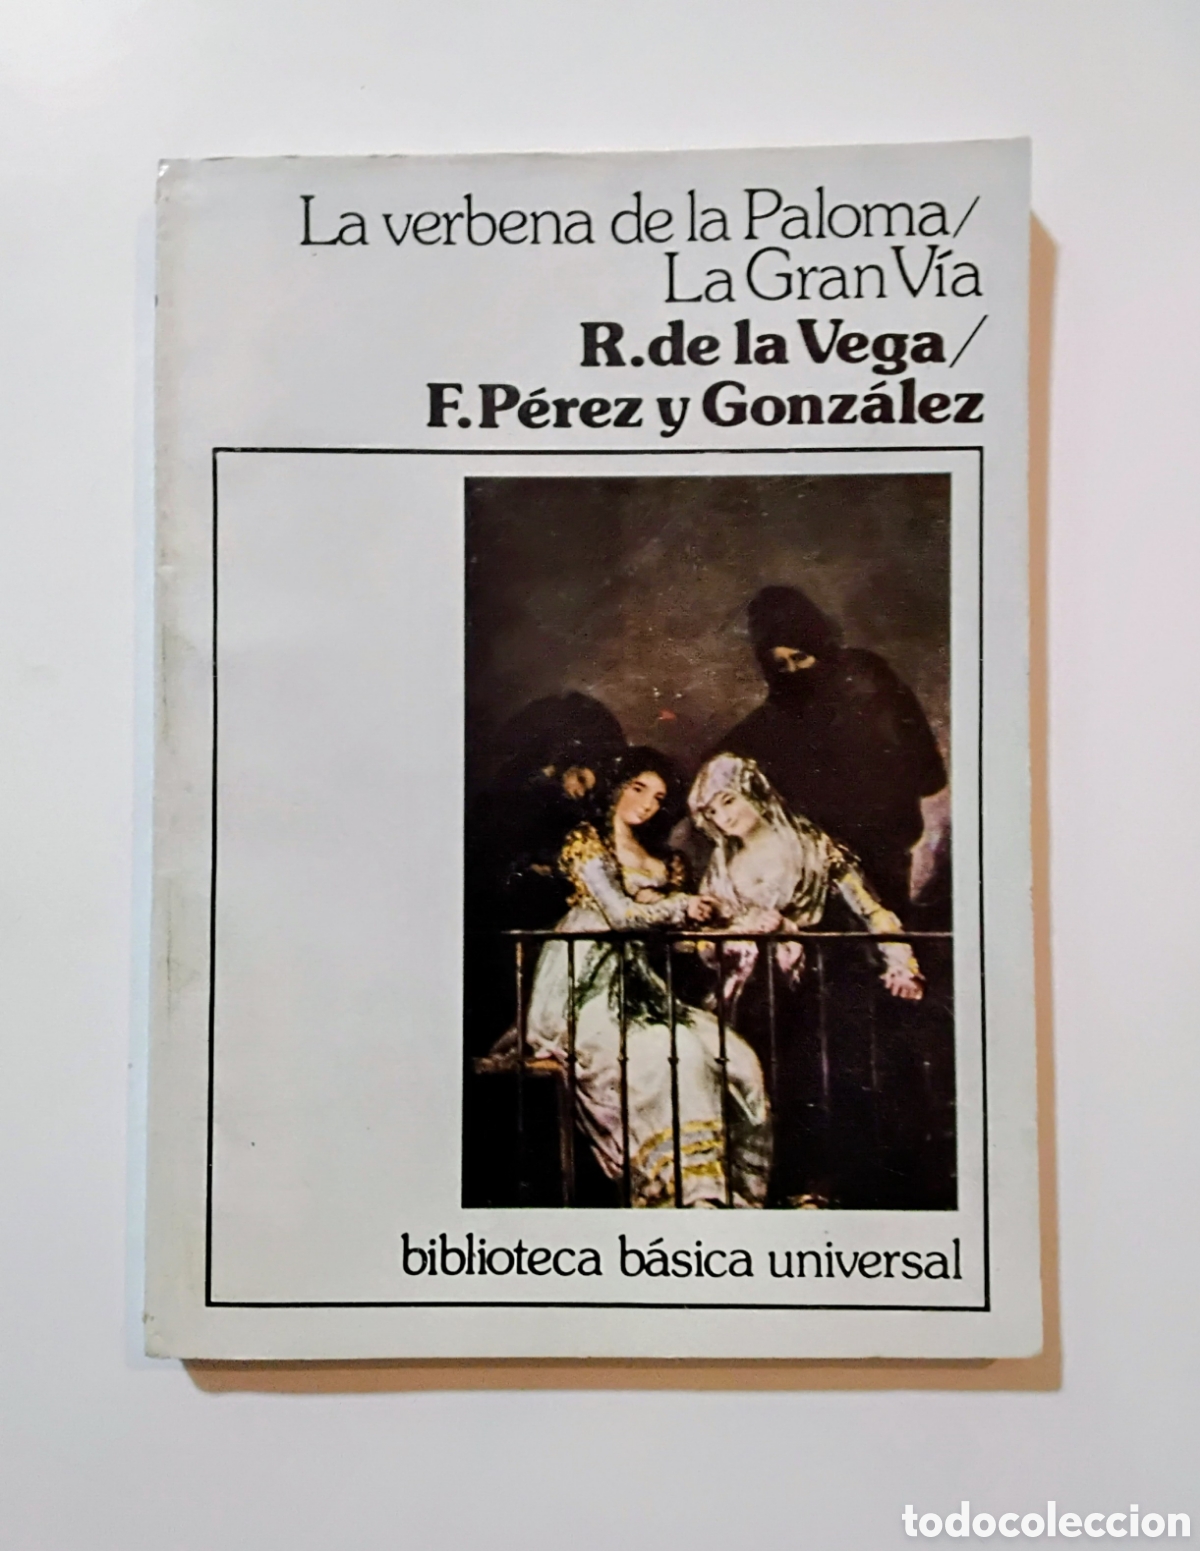 La verbena de la Paloma/
La Gran Vía
R. de la Vega/
F. Pérez y González
biblioteca básica universal
todocoleccion